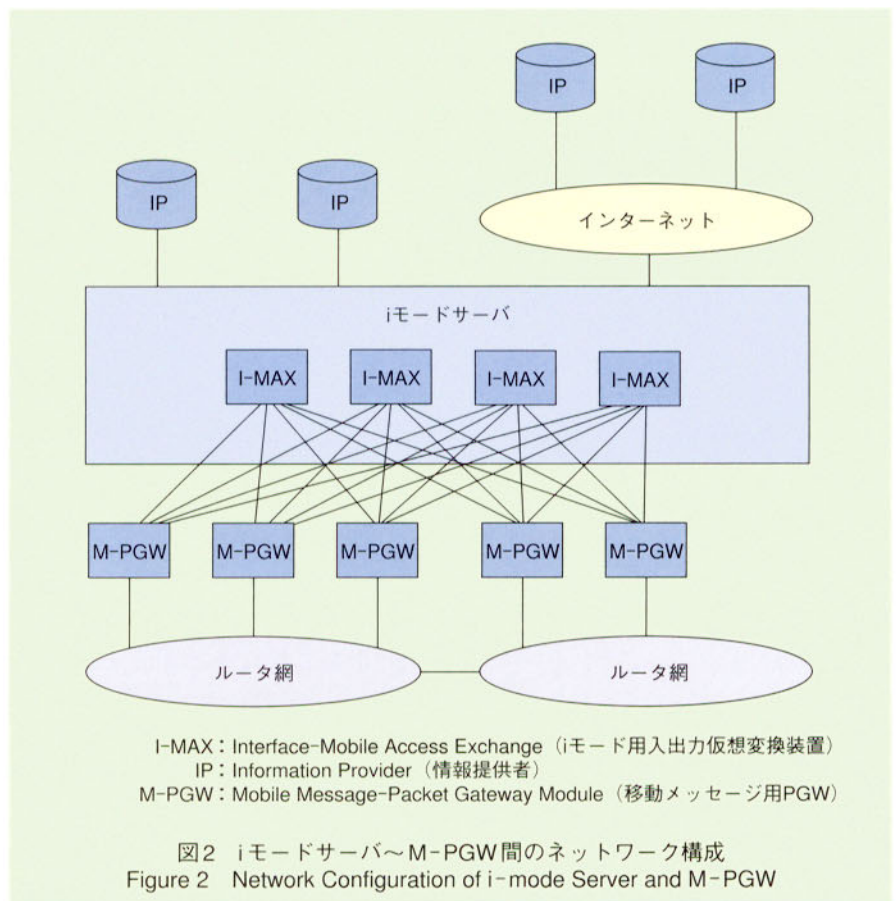 IP
IP
IP
IP
インターネット
iモードサーバ
I-MAX
I-MAX
I-MAX
I-MAX
M-PGW
M-PGW
M-PGW
M-PGW
M-PGW
ルータ網
ルータ網
I-MAX：Interface-Mobile Access Exchange（iモード用入出力仮想変換装置）
IP：Information Provider（情報提供者）
M-PGW：Mobile Message-Packet Gateway Module（移動メッセージ用PGW）
図2 iモードサーバ～M-PGW間のネットワーク構成
Figure 2 Network Configuration of i-mode Server and M-PGW